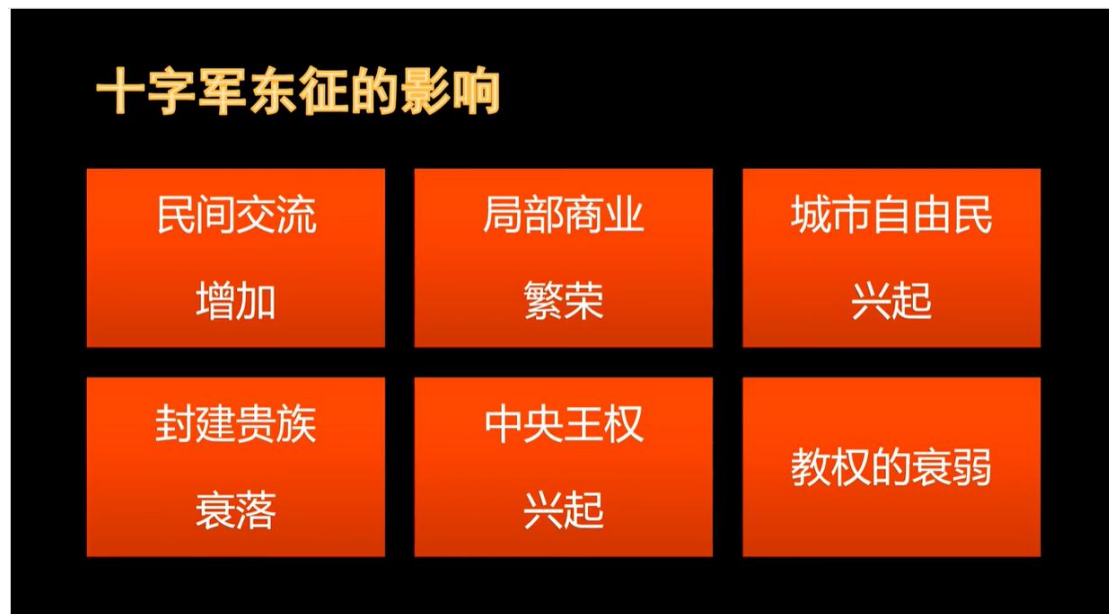 十字军东征的影响
民间交流
增加
局部商业
繁荣
城市自由民
兴起
封建贵族
衰落
中央王权
兴起
教权的衰弱